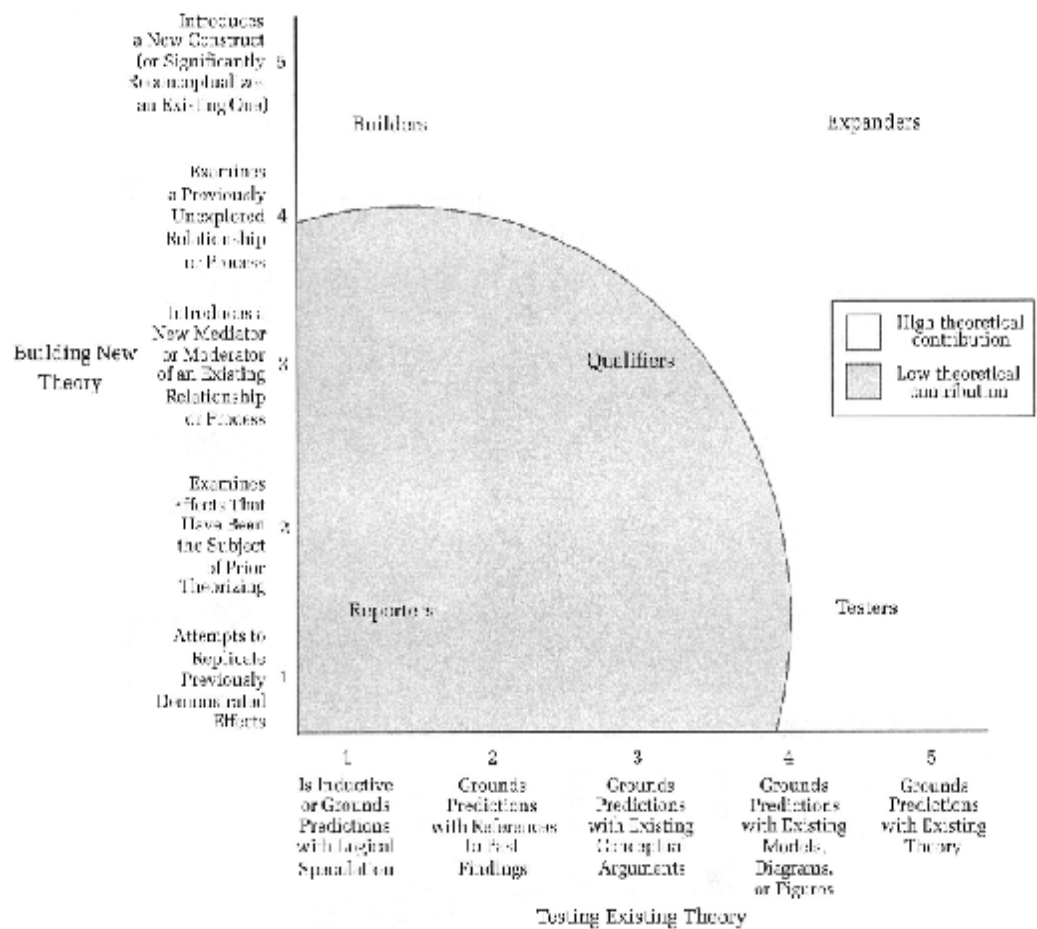 Introduces
a New Construct
(or Significantly
Reconceptualizes
an Existing One)
5
Builders
Expanders
Examines
a Previously
Unexplored
Relationship
or Process
4
Introduces a
New Mediator
or Moderator
of an Existing
Relationship
or Process
3
Building New
Theory
Qualifiers
High theoretical
contribution
Low theoretical
contribution
Examines
Effects That
Have Been
the Subject
of Prior
Theorizing
2
Reporters
Testers
Attempts to
Replicate
Previously
Demonstrated
Effects
1
1
2
3
4
5
Is Inductive
or Grounds
Predictions
with Logical
Speculation
Grounds
Predictions
with References
to Past
Findings
Grounds
Predictions
with Existing
Conceptual
Arguments
Grounds
Predictions
with Existing
Models,
Diagrams,
or Figures
Grounds
Predictions
with Existing
Theory
Testing Existing Theory